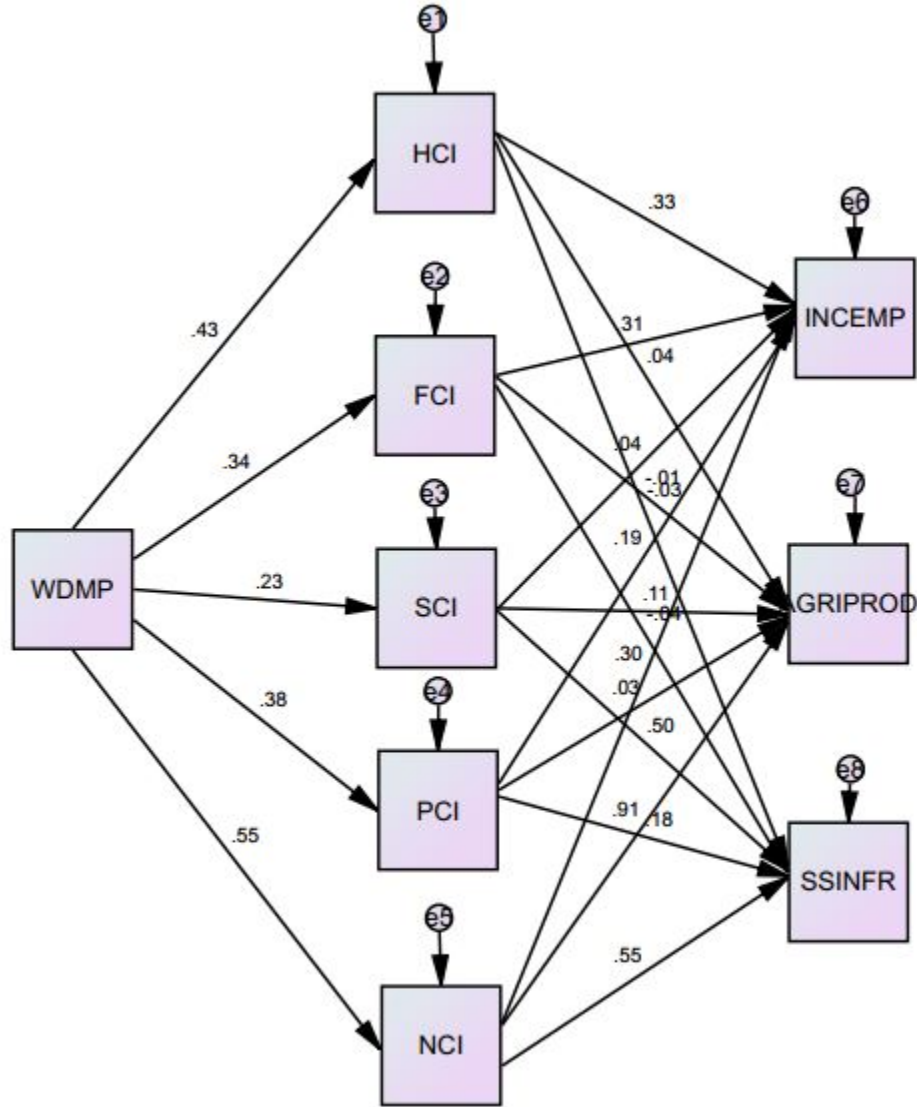 e1
HCI
.33
e6
INCEMP
e2
.43
.31
.04
FCI
.34
.04
-.01
-.03
e3
e7
.19
WDMP
.23
SCI
.11
-.04
AGRIPROD
.30
e4
.03
.38
.50
e8
PCI
.91
.18
.55
SSINFR
e5
.55
NCI